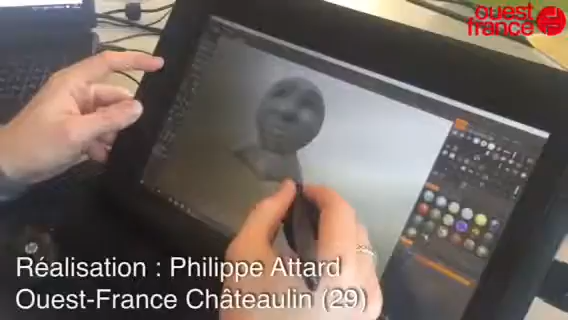 ouest
france
Réalisation : Philippe Attard
Ouest-France Châteaulin (29)